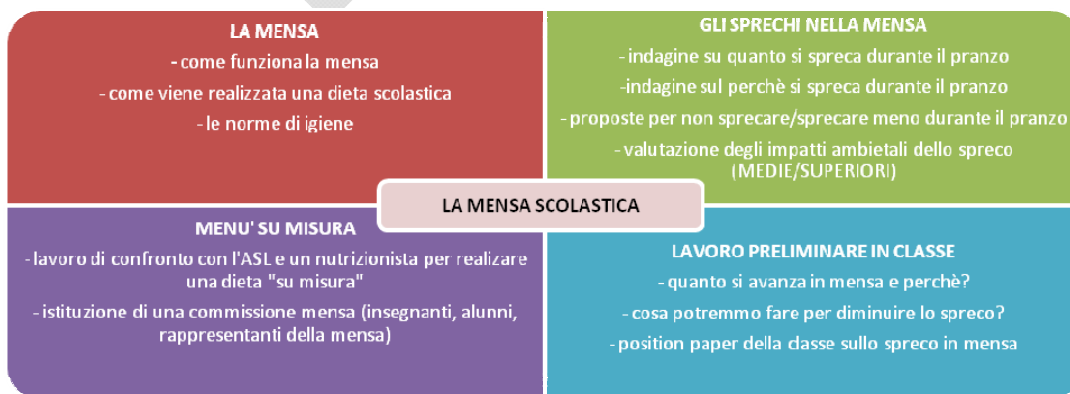 LA MENSA
- come funziona la mensa
- come viene realizzata una dieta scolastica
- le norme di igiene
GLI SPRECHI NELLA MENSA
- indagine su quanto si spreca durante il pranzo
-indagine sul perchè si spreca durante il pranzo
- proposte per non sprecare/sprecare meno durante il pranzo
- valutazione degli impatti ambietali dello spreco
(MEDIE/SUPERIORI)
LA MENSA SCOLASTICA
MENU' SU MISURA
- lavoro di confronto con l'ASL e un nutrizionista per realizzare
una dieta "su misura"
- istituzione di una commissione mensa (insegnanti, alunni,
rappresentanti della mensa)
LAVORO PRELIMINARE IN CLASSE
- quanto si avanza in mensa e perchè?
- cosa potremmo fare per diminuire lo spreco?
- position paper della classe sullo spreco in mensa